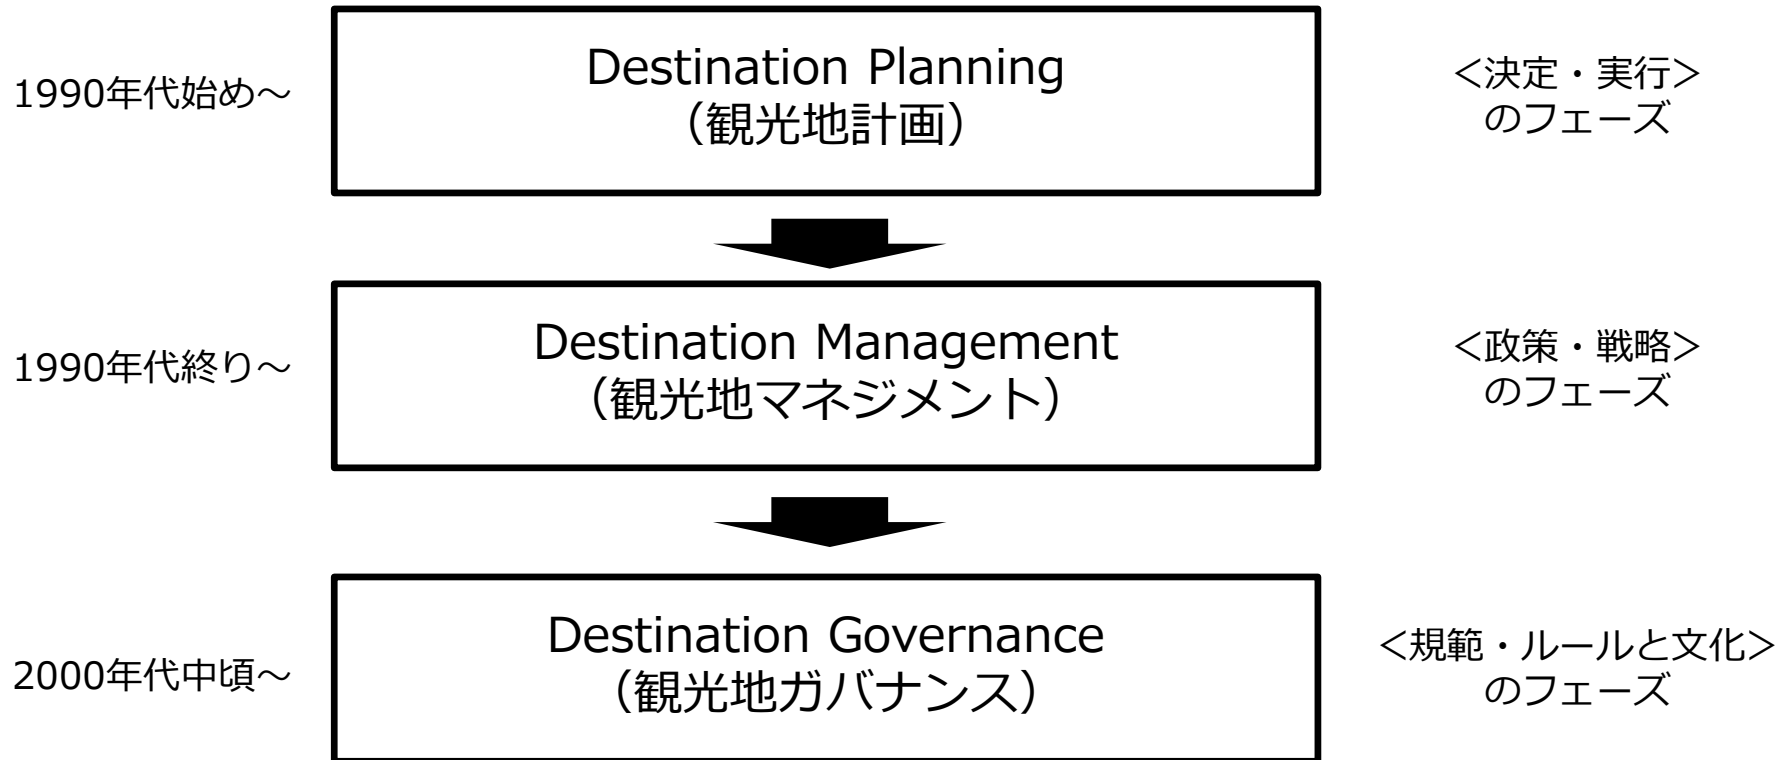 1990年代始め～
Destination Planning
（観光地計画）
＜決定・実行＞
のフェーズ
1990年代終り～
Destination Management
（観光地マネジメント）
＜政策・戦略＞
のフェーズ
2000年代中頃～
Destination Governance
（観光地ガバナンス）
＜規範・ルールと文化＞
のフェーズ